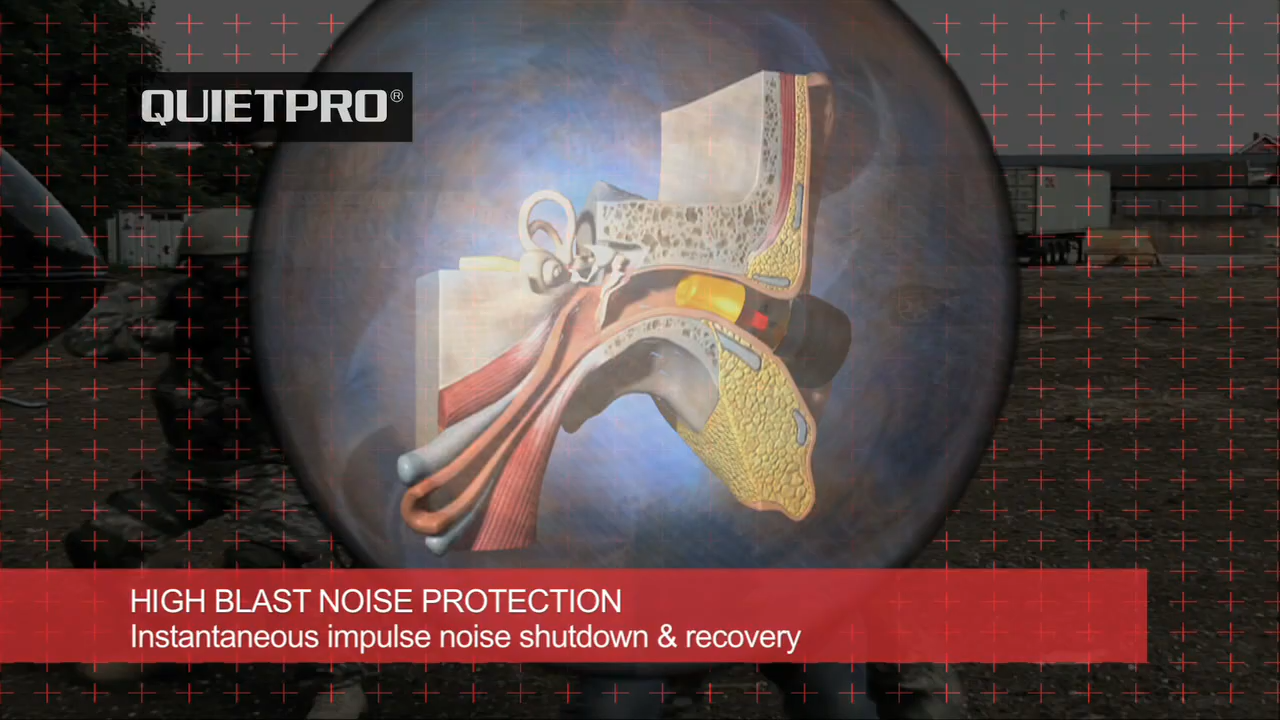 QUIETPRO®
HIGH BLAST NOISE PROTECTION
Instantaneous impulse noise shutdown & recovery